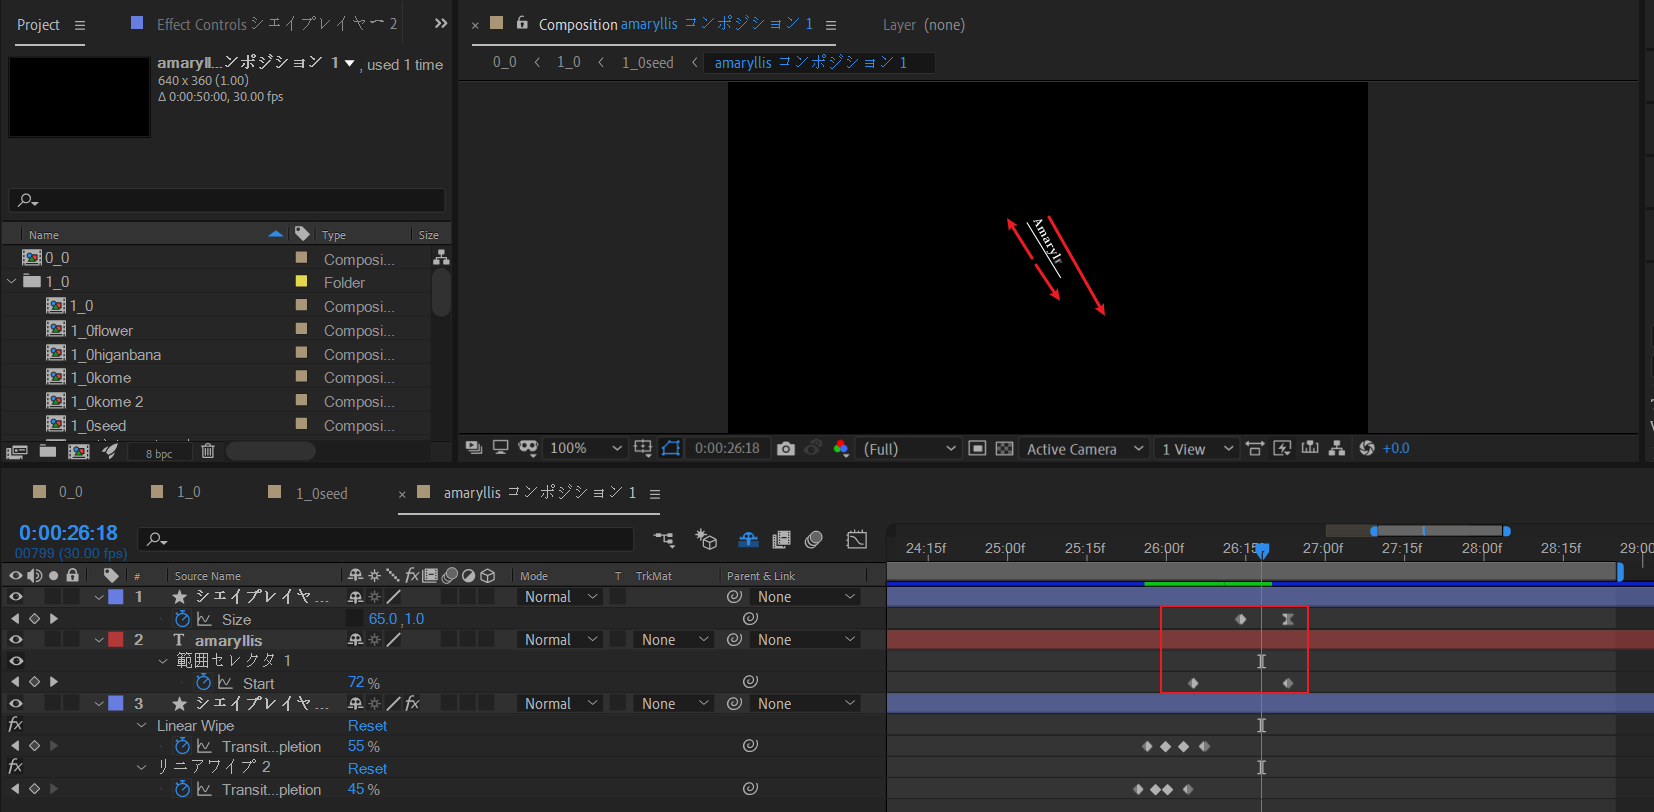 Project
Effect Controls シエイプレイヤー 2
Composition amaryllis コンポジション 1
Layer (none)
amaryll...ンポジション 1 , used 1 time
640 x 360 (1.00)
Δ 0:00:50:00, 30.00 fps
0_0 1_0 1_0seed amaryllis コンポジション 1
Amarylr
Name Type Size
0_0 Composi...
1_0 Folder
1_0 Composi...
1_0flower Composi...
1_0higanbana Composi...
1_0kome Composi...
1_0kome 2 Composi...
1_0seed Composi...
8 bpc
100% 0:00:26:18 (Full) Active Camera 1 View +0.0
0_0 1_0 1_0seed amaryllis コンポジション 1
0:00:26:18
00799 (30.00 fps)
24:15f 25:00f 25:15f 26:00f 26:15f 27:00f 27:15f 28:00f 28:15f 29:00
# Source Name fx Mode T TrkMat Parent & Link
1 シエイプレイヤ... Normal None
Size 65.0,1.0
2 T amaryllis Normal None None
範囲セレクタ 1
Start 72 %
3 シエイプレイヤ... fx Normal None None
fx Linear Wipe Reset
Transit...pletion 55 %
fx リニアワイプ 2 Reset
Transit...pletion 45 %